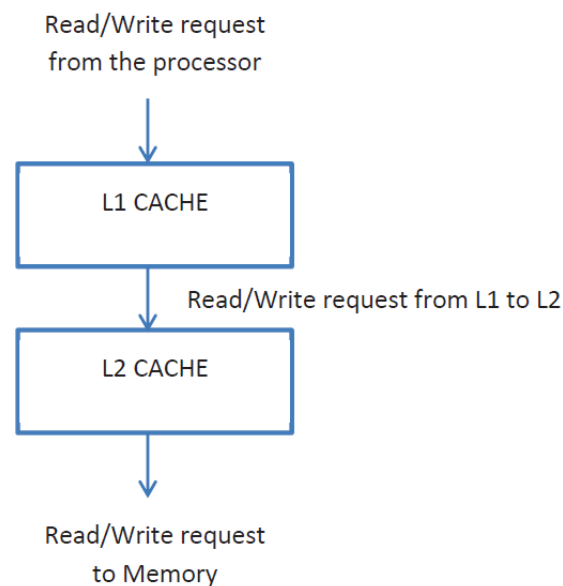 Read/Write request
from the processor
L1 CACHE
Read/Write request from L1 to L2
L2 CACHE
Read/Write request
to Memory